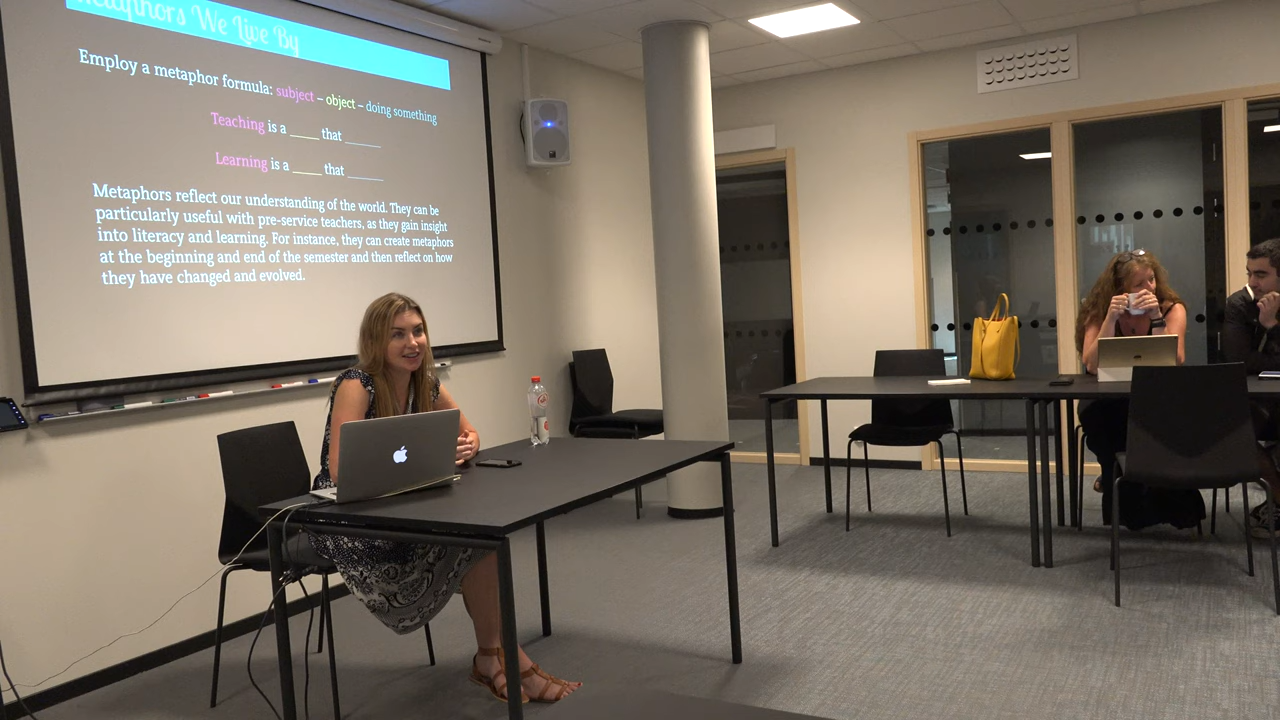 Metaphors We Live By
Employ a metaphor formula: subject – object – doing something
Teaching is a ____ that _____
Learning is a ____ that _____
Metaphors reflect our understanding of the world. They can be
particularly useful with pre-service teachers, as they gain insight
into literacy and learning. For instance, they can create metaphors
at the beginning and end of the semester and then reflect on how
they have changed and evolved.